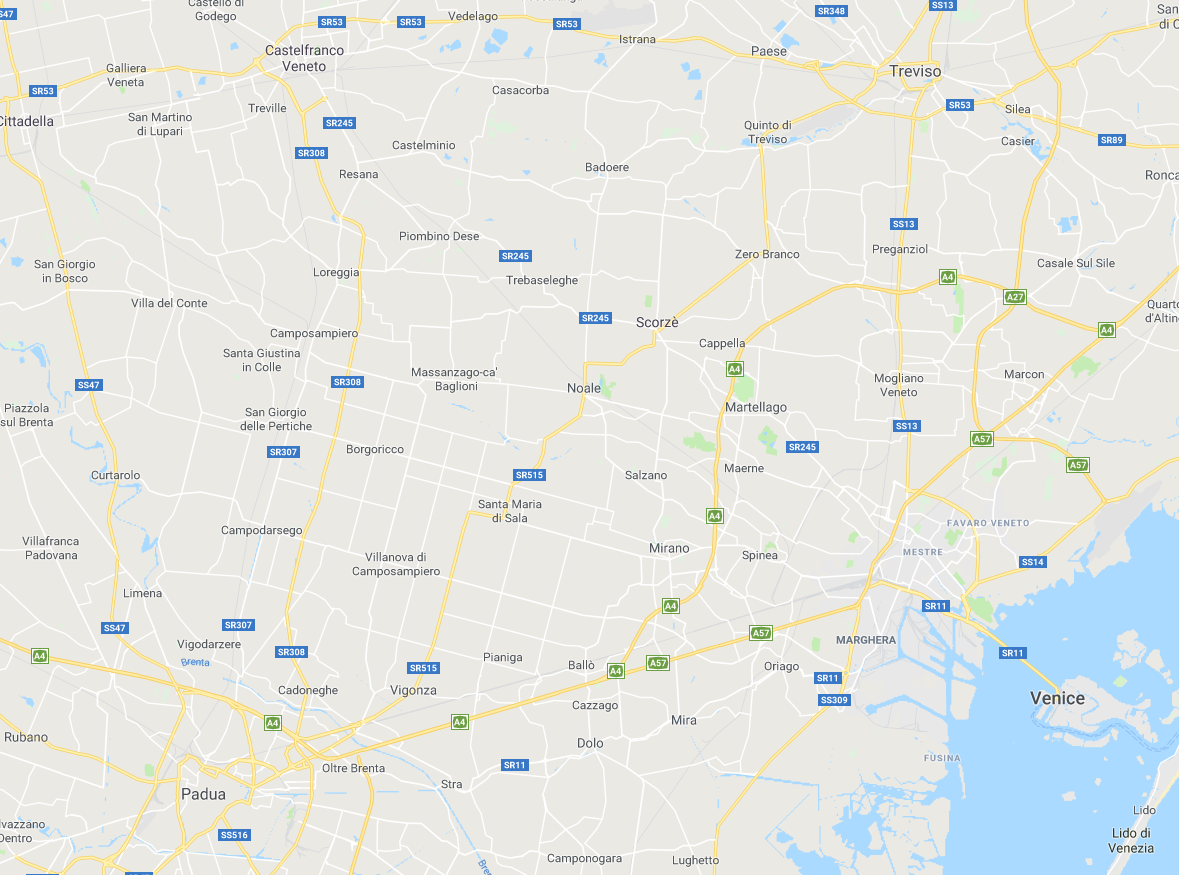 Castello di
Godego
SS47
SR53
SR53
Vedelago
SR53
SR348
SS13
San
di C
Istrana
Paese
Castelfranco
Veneto
Treviso
Galliera
Veneta
SR53
Casacorba
SR53
Treville
Silea
San Martino
di Lupari
Cittadella
SR245
Quinto di
Treviso
SR89
Casier
Castelminio
SR308
Badoere
Resana
Ronca
SS13
Piombino Dese
Preganziol
SR245
Zero Branco
San Giorgio
in Bosco
Casale Sul Sile
Loreggia
Trebaseleghe
A4
A27
Villa del Conte
Quarto
d'Altino
SR245
Scorzè
A4
Camposampiero
Cappella
Santa Giustina
in Colle
A4
Massanzago-ca'
Baglioni
Mogliano
Veneto
Marcon
SS47
SR308
Noale
Piazzola
sul Brenta
San Giorgio
delle Pertiche
Martellago
SS13
A57
SR307
Borgoricco
SR245
A57
Curtarolo
SR515
Salzano
Maerne
Santa Maria
di Sala
A4
FAVARO VENETO
Campodarsego
Villafranca
Padovana
Mirano
MESTRE
Spinea
Villanova di
Camposampiero
SS14
Limena
A4
SR11
SS47
SR307
A57
Vigodarzere
MARGHERA
SR308
SR11
A4
Brenta
Pianiga
Ballò
A57
SR515
A4
Oriago
SR11
Cadoneghe
Vigonza
SS309
Venice
Cazzago
A4
A4
Mira
Rubano
Dolo
FUSINA
SR11
Oltre Brenta
Stra
Padua
Lido
SS516
lvazzano
Dentro
Lido di
Venezia
Camponogara
Lughetto
Bre